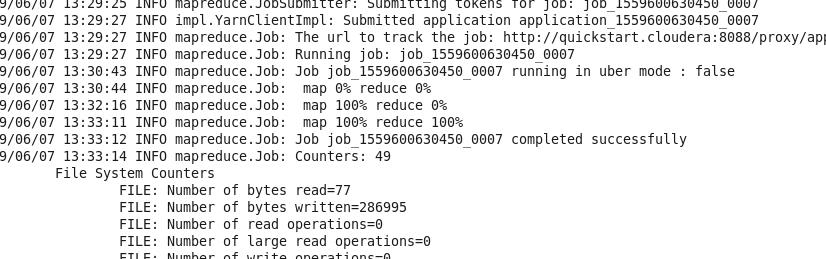 9/06/07 13:29:25 INFO mapreduce.JobSubmitter: Submitting tokens for job: job_1559600630450_0007
9/06/07 13:29:27 INFO impl.YarnClientImpl: Submitted application application_1559600630450_0007
9/06/07 13:29:27 INFO mapreduce.Job: The url to track the job: http://quickstart.cloudera:8088/proxy/app
9/06/07 13:29:27 INFO mapreduce.Job: Running job: job_1559600630450_0007
9/06/07 13:30:43 INFO mapreduce.Job: Job job_1559600630450_0007 running in uber mode : false
9/06/07 13:30:44 INFO mapreduce.Job:  map 0% reduce 0%
9/06/07 13:32:16 INFO mapreduce.Job:  map 100% reduce 0%
9/06/07 13:33:11 INFO mapreduce.Job:  map 100% reduce 100%
9/06/07 13:33:12 INFO mapreduce.Job: Job job_1559600630450_0007 completed successfully
9/06/07 13:33:14 INFO mapreduce.Job: Counters: 49
File System Counters
FILE: Number of bytes read=77
FILE: Number of bytes written=286995
FILE: Number of read operations=0
FILE: Number of large read operations=0
FILE: Number of write operations=0